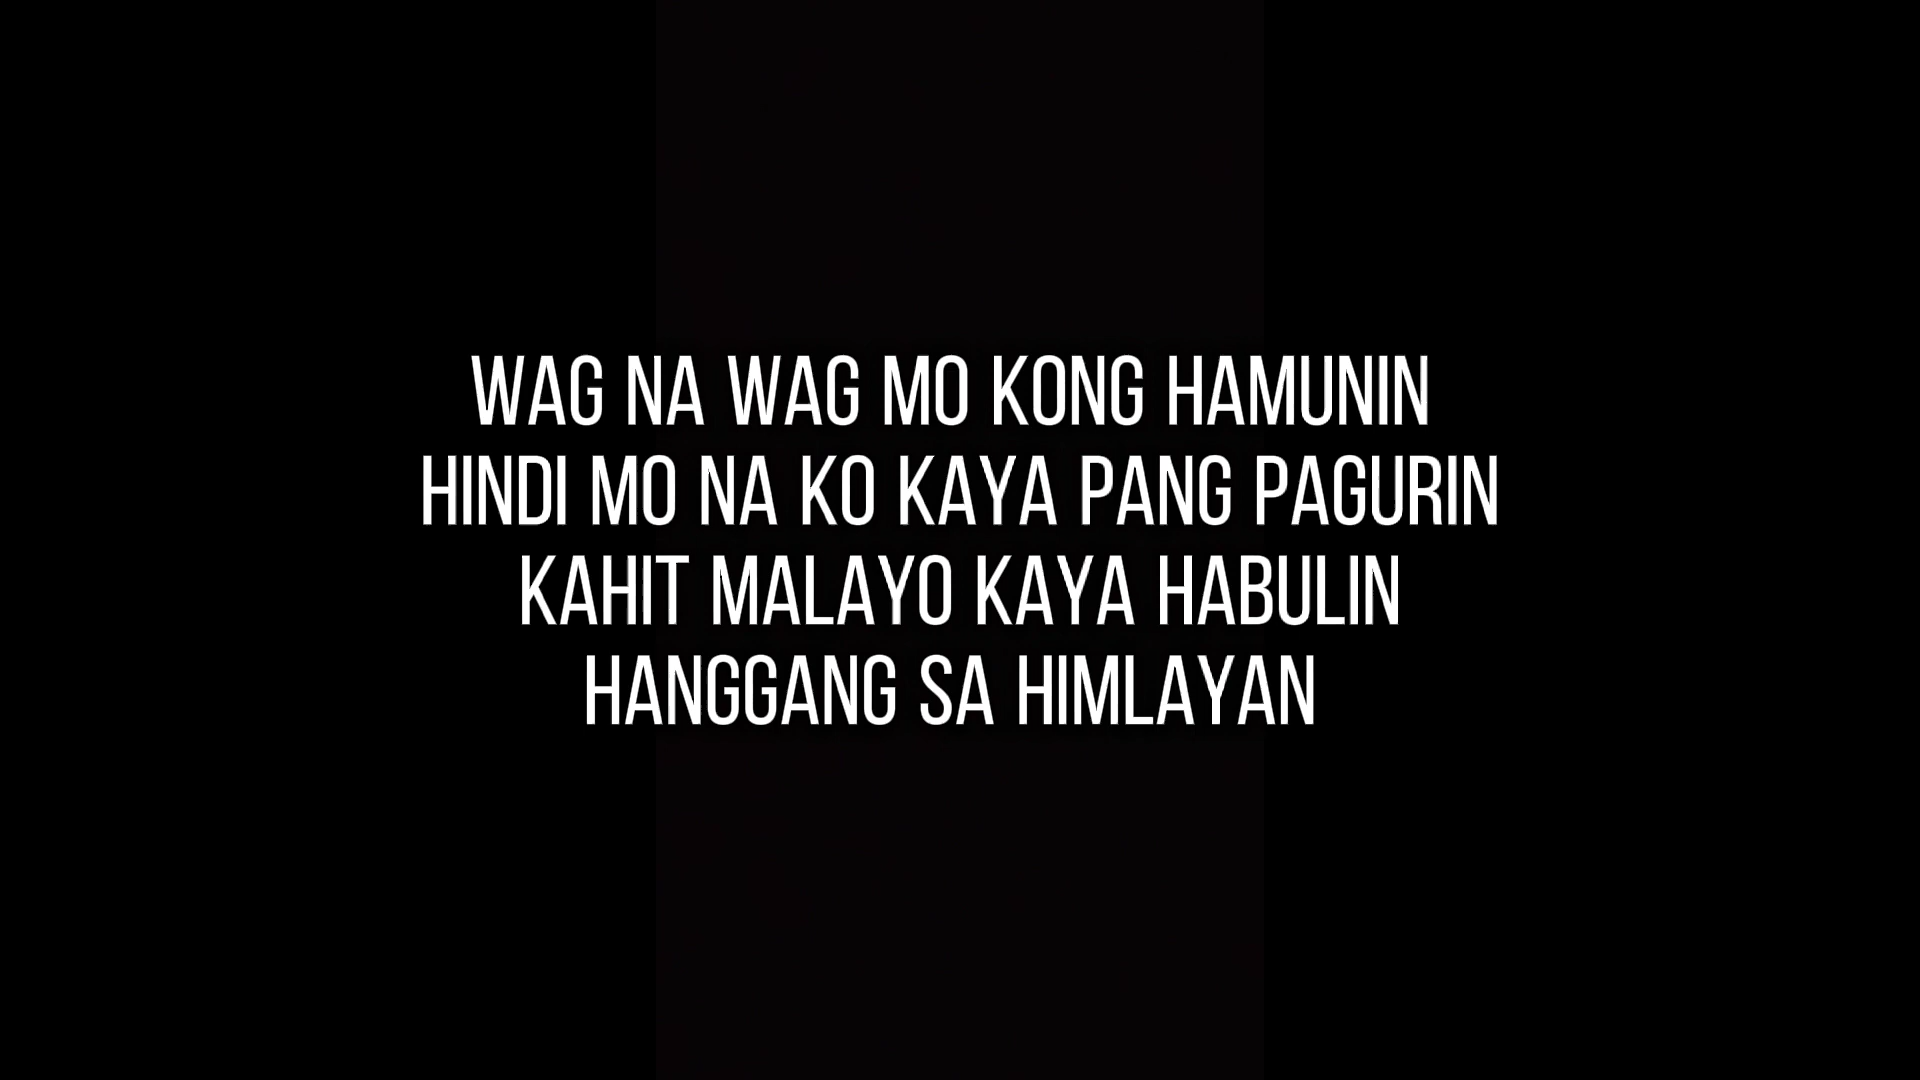 WAG NA WAG MO KONG HAMUNIN
HINDI MO NA KO KAYA PANG PAGURIN
KAHIT MALAYO KAYA HABULIN
HANGGANG SA HIMLAYAN